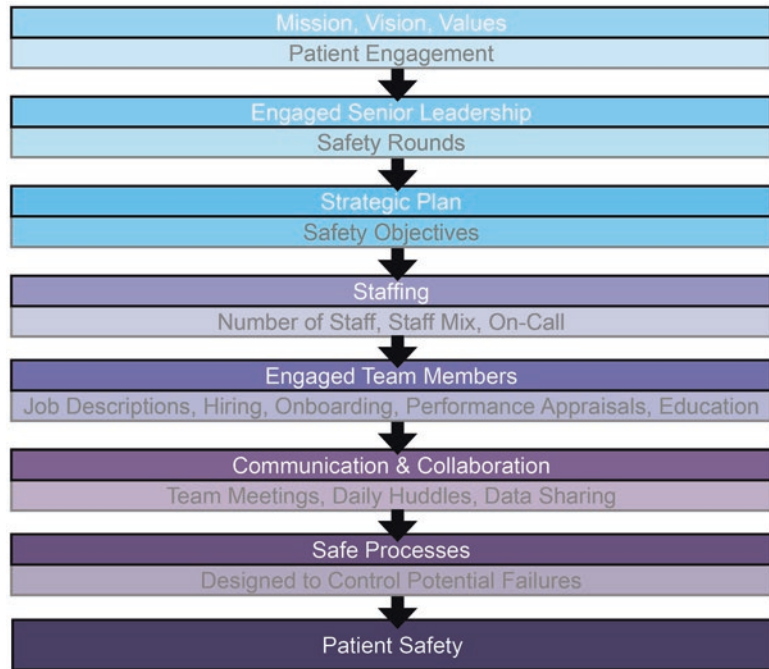 Mission, Vision, Values
Patient Engagement
Engaged Senior Leadership
Safety Rounds
Strategic Plan
Safety Objectives
Staffing
Number of Staff, Staff Mix, On-Call
Engaged Team Members
Job Descriptions, Hiring, Onboarding, Performance Appraisals, Education
Communication & Collaboration
Team Meetings, Daily Huddles, Data Sharing
Safe Processes
Designed to Control Potential Failures
Patient Safety